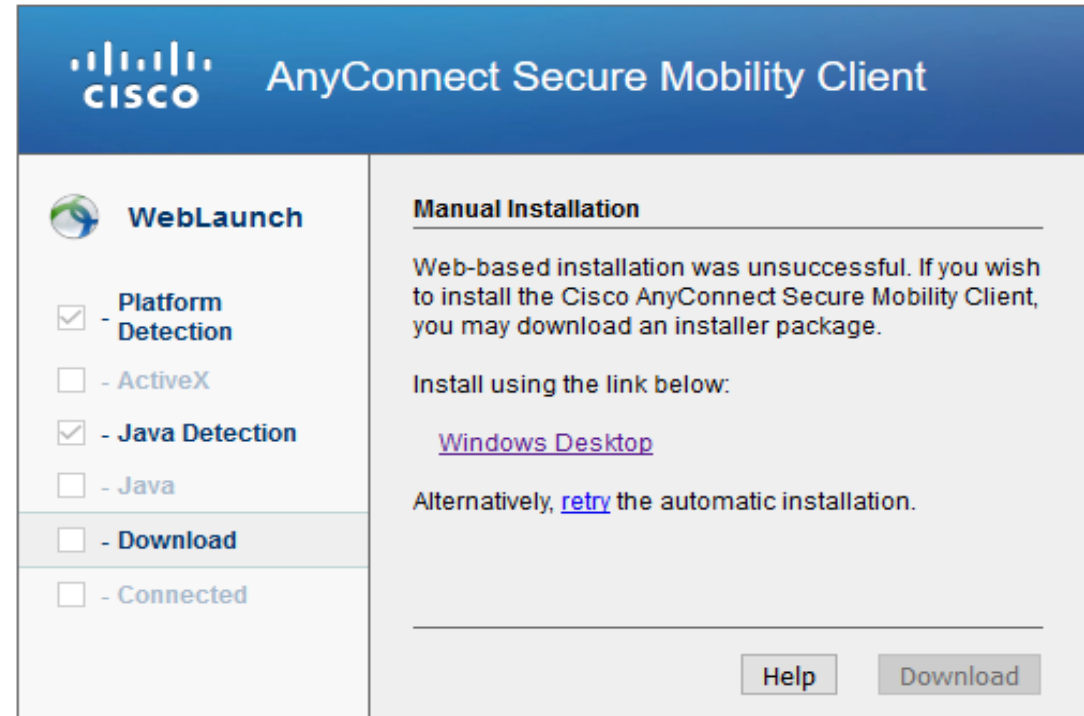 CISCO
AnyConnect Secure Mobility Client
WebLaunch
- Platform
Detection
- ActiveX
- Java Detection
- Java
- Download
- Connected
Manual Installation
Web-based installation was unsuccessful. If you wish
to install the Cisco AnyConnect Secure Mobility Client,
you may download an installer package.
Install using the link below:
Windows Desktop
Alternatively, retry the automatic installation.
Help
Download